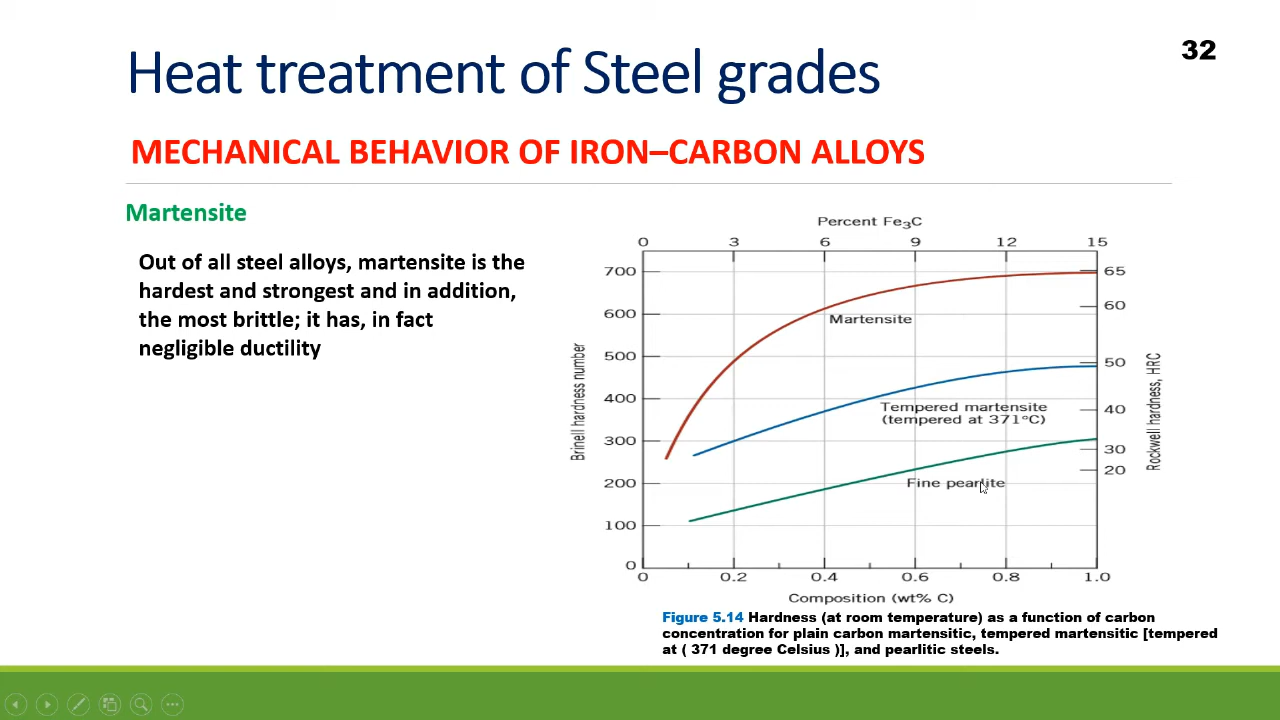 32
Heat treatment of Steel grades
MECHANICAL BEHAVIOR OF IRON–CARBON ALLOYS
Martensite
Out of all steel alloys, martensite is the
hardest and strongest and in addition,
the most brittle; it has, in fact
negligible ductility
Percent Fe₃C
0 3 6 9 12 15
700
600
500
400
300
200
100
0
Brinell hardness number
65
60
50
40
30
20
Rockwell hardness, HRC
Martensite
Tempered martensite
(tempered at 371°C)
Fine pearlite
0 0.2 0.4 0.6 0.8 1.0
Composition (wt% C)
Figure 5.14 Hardness (at room temperature) as a function of carbon
concentration for plain carbon martensitic, tempered martensitic [tempered
at ( 371 degree Celsius )], and pearlitic steels.